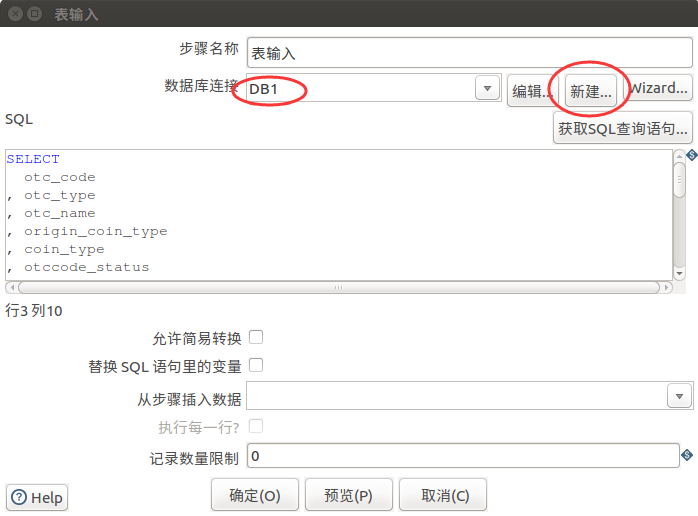 表输入
步骤名称 表输入
数据库连接 DB1 编辑... 新建... Wizard...
SQL 获取SQL查询语句...
SELECT
otc_code
, otc_type
, otc_name
, origin_coin_type
, coin_type
, otccode_status
行3 列10
允许简易转换
替换 SQL 语句里的变量
从步骤插入数据
执行每一行?
记录数量限制 0
Help 确定(O) 预览(P) 取消(C)